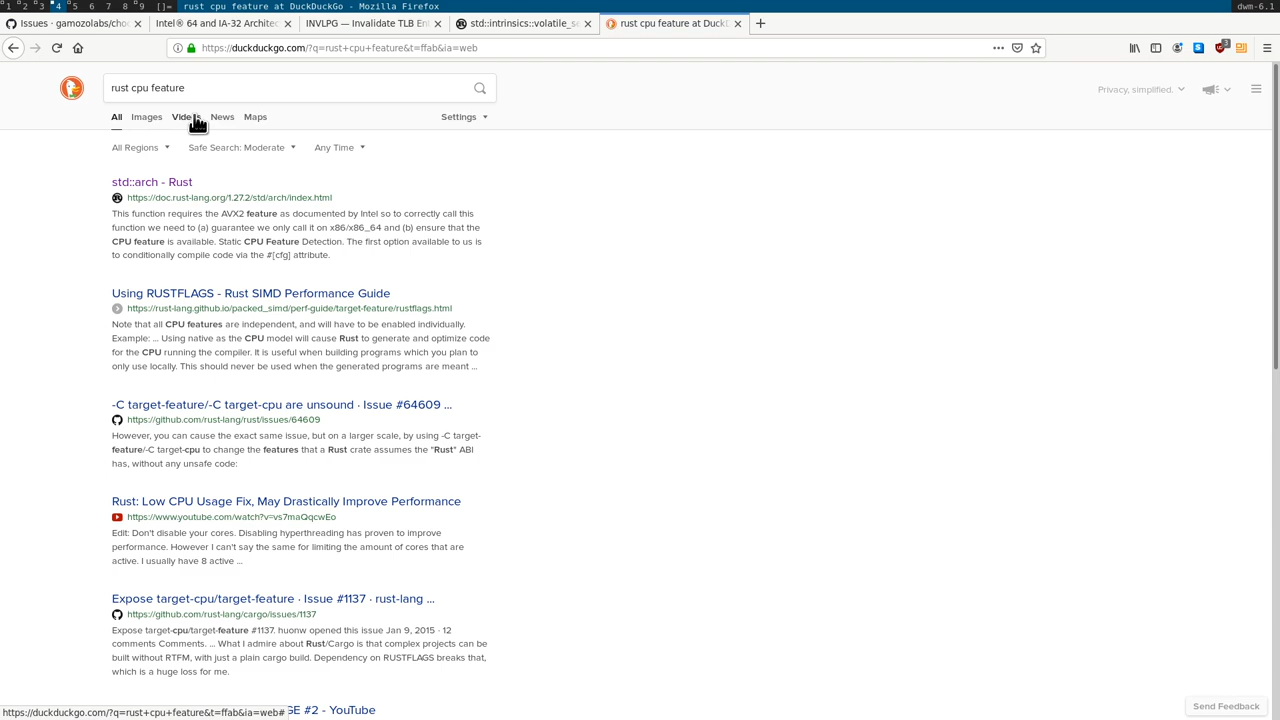 1 2 3 4 5 6 7 8 9 []= rust cpu feature at DuckDuckGo - Mozilla Firefox dwm-6.1
Issues · gamozolabs/cho Intel® 64 and IA-32 Architec INVLPG — Invalidate TLB Ent std::intrinsics::volatile_se rust cpu feature at DuckD
https://duckduckgo.com/?q=rust+cpu+feature&t=ffab&ia=web
3
rust cpu feature
Privacy, simplified.
All Images Videos News Maps Settings
All Regions Safe Search: Moderate Any Time
std::arch - Rust
https://doc.rust-lang.org/1.27.2/std/arch/index.html
This function requires the AVX2 feature as documented by Intel so to correctly call this
function we need to (a) guarantee we only call it on x86/x86_64 and (b) ensure that the
CPU feature is available. Static CPU Feature Detection. The first option available to us is
to conditionally compile code via the #[cfg] attribute.
Using RUSTFLAGS - Rust SIMD Performance Guide
https://rust-lang.github.io/packed_simd/perf-guide/target-feature/rustflags.html
Note that all CPU features are independent, and will have to be enabled individually.
Example: ... Using native as the CPU model will cause Rust to generate and optimize code
for the CPU running the compiler. It is useful when building programs which you plan to
only use locally. This should never be used when the generated programs are meant ...
-C target-feature/-C target-cpu are unsound · Issue #64609 ...
https://github.com/rust-lang/rust/issues/64609
However, you can cause the exact same issue, but on a larger scale, by using -C target-
feature/-C target-cpu to change the features that a Rust crate assumes the "Rust" ABI
has, without any unsafe code:
Rust: Low CPU Usage Fix, May Drastically Improve Performance
https://www.youtube.com/watch?v=vs7maQqcwEo
Edit: Don't disable your cores. Disabling hyperthreading has proven to improve
performance. However I can't say the same for limiting the amount of cores that are
active. I usually have 8 active ...
Expose target-cpu/target-feature · Issue #1137 · rust-lang ...
https://github.com/rust-lang/cargo/issues/1137
Expose target-cpu/target-feature #1137. huonw opened this issue Jan 9, 2015 · 12
comments Comments. ... What I admire about Rust/Cargo is that complex projects can be
built without RTFM, with just a plain cargo build. Dependency on RUSTFLAGS breaks that,
which is a huge loss for me.
GE #2 - YouTube
https://duckduckgo.com/?q=rust+cpu+feature&t=ffab&ia=web#
Send Feedback